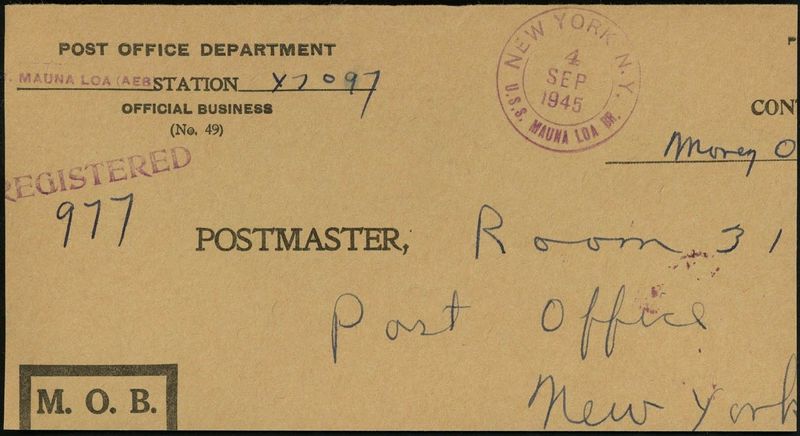 POST OFFICE DEPARTMENT
MAUNA LOA (AE8) STATION X7097
OFFICIAL BUSINESS
(No. 49)
REGISTERED
977
NEW YORK N.Y.
4
SEP
1945
U.S.S. MAUNA LOA BR.
CON
Money O
POSTMASTER, Room 31
Post Office
New York
M. O. B.